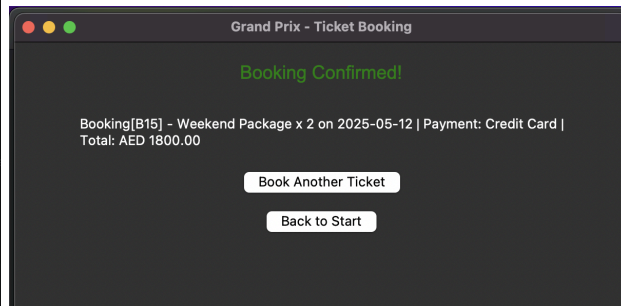 Grand Prix - Ticket Booking
Booking Confirmed!
Booking[B15] - Weekend Package x 2 on 2025-05-12 | Payment: Credit Card |
Total: AED 1800.00
Book Another Ticket
Back to Start